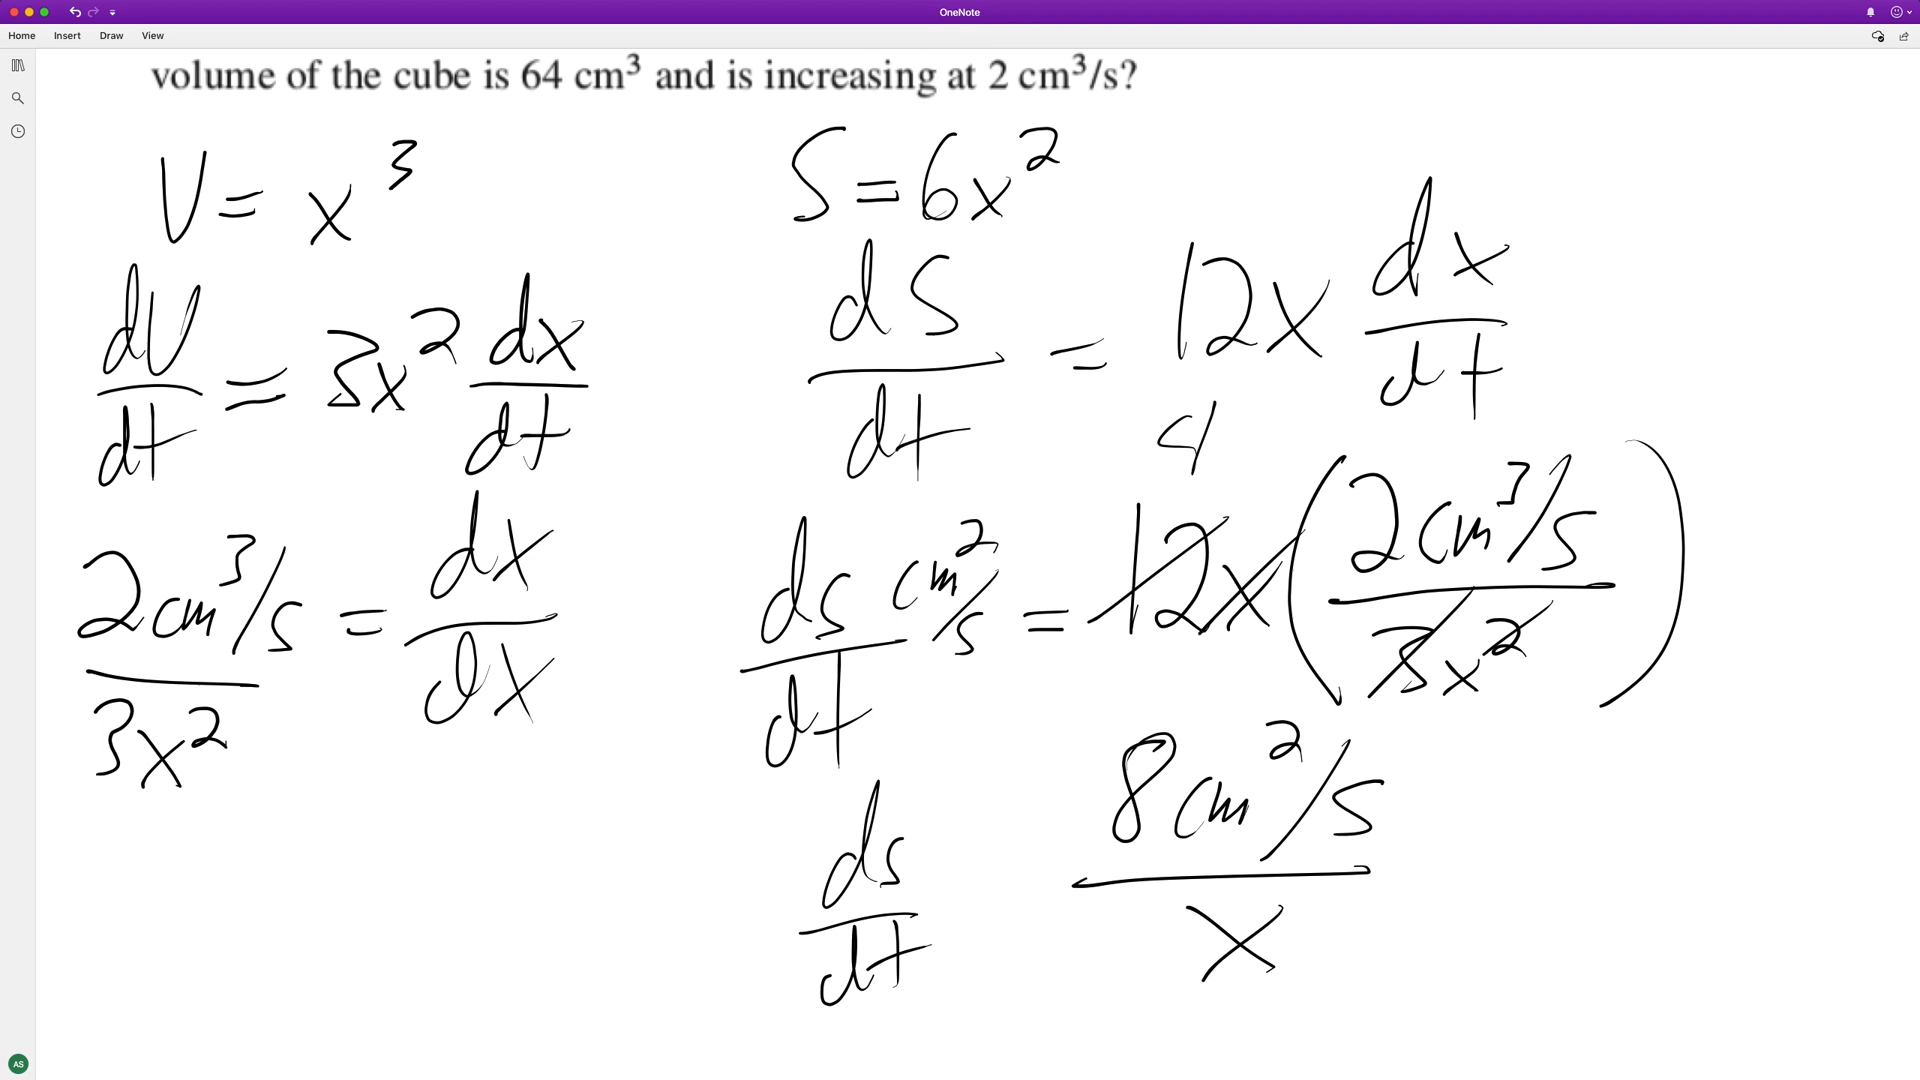 OneNote
Home Insert Draw View
volume of the cube is 64 cm³ and is increasing at 2 cm³/s?
V = x³
S = 6x²
dV/dt = 3x² dx/dt
dS/dt = 12x dx/dt
2cm³/s / 3x² = dx/dx
4
ds/dt cm²/s = 12x (2cm³/s / 3x²)
ds/dt 8cm²/s / x
AS